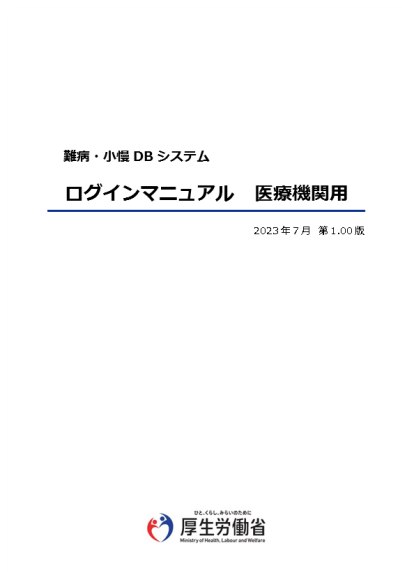 難病・小慢 DB システム
ログインマニュアル　医療機関用
2023 年 7 月 第 1.00 版
ひと、くらし、みらいのために
厚生労働省
Ministry of Health, Labour and Welfare